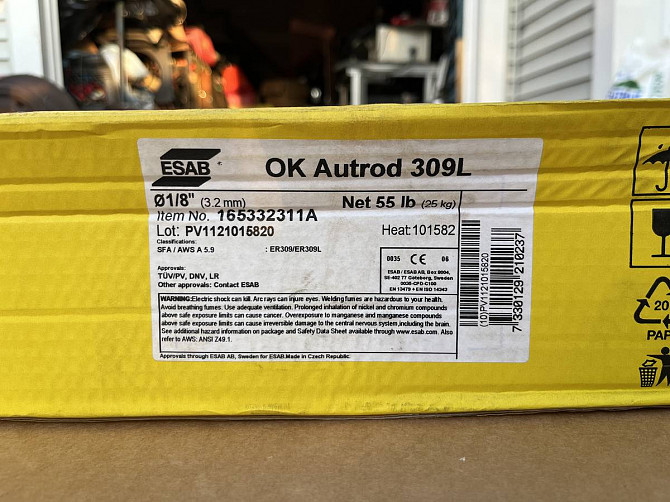 ESAB
OK Autrod 309L
Ø1/8" (3.2 mm) Net 55 lb (25 kg)
Item No. 165332311A
Lot: PV1121015820 Heat:101582
Classifications:
SFA / AWS A 5.9 : ER309/ER309L
0035 CE 06
ESAB / ESAB AB, Box 8004,
SE-402 77 Goteborg, Sweden
0035-CPD-C100
EN 13479 + EN ISO 14343
Approvals:
TÜV/PV, DNV, LR
Other approvals: Contact ESAB
WARNING:Electric shock can kill. Arc rays can injure eyes. Welding fumes are hazardous to your health.
Avoid breathing fumes. Use adequate ventilation. Prolonged inhalation of nickel and chromium compounds
above safe exposure limits can cause cancer. Overexposure to manganese and manganese compounds
above safe exposure limits can cause irreversible damage to the central nervous system,including the brain.
See additional hazard information on package and Safety Data Sheet available through www.esab.com. Also
refer to AWS: ANSI Z49.1.
Approvals through ESAB AB, Sweden for ESAB.Made in Czech Republic.
(10)PV1121015820
7330129210237
20
PAP